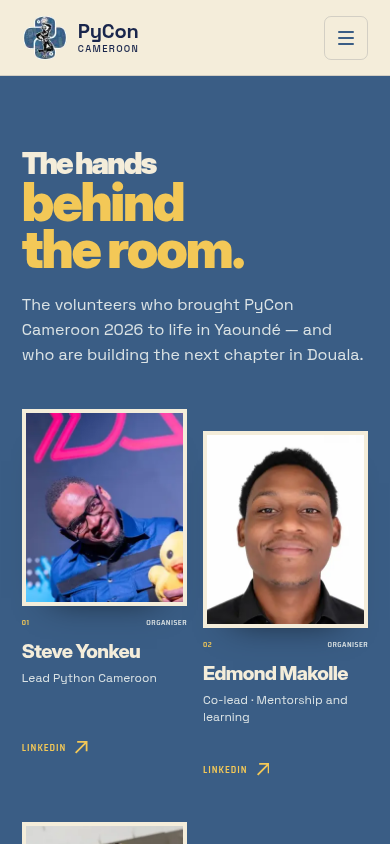 PyCon
CAMEROON
The hands
behind
the room.
The volunteers who brought PyCon
Cameroon 2026 to life in Yaoundé — and
who are building the next chapter in Douala.
01 ORGANISER
Steve Yonkeu
Lead Python Cameroon
LINKEDIN
02 ORGANISER
Edmond Makolle
Co-lead · Mentorship and
learning
LINKEDIN